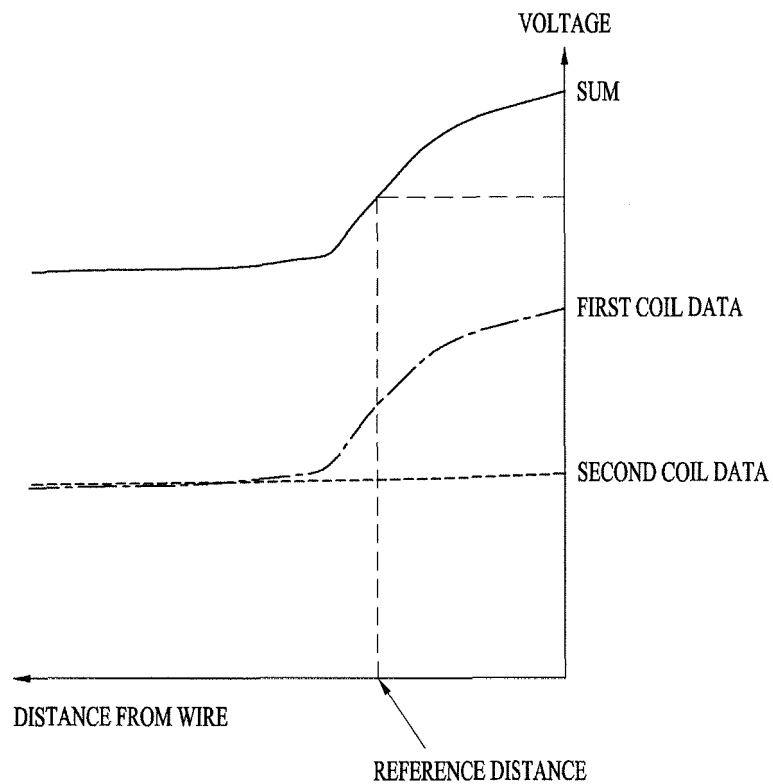 VOLTAGE
SUM
FIRST COIL DATA
SECOND COIL DATA
DISTANCE FROM WIRE
REFERENCE DISTANCE